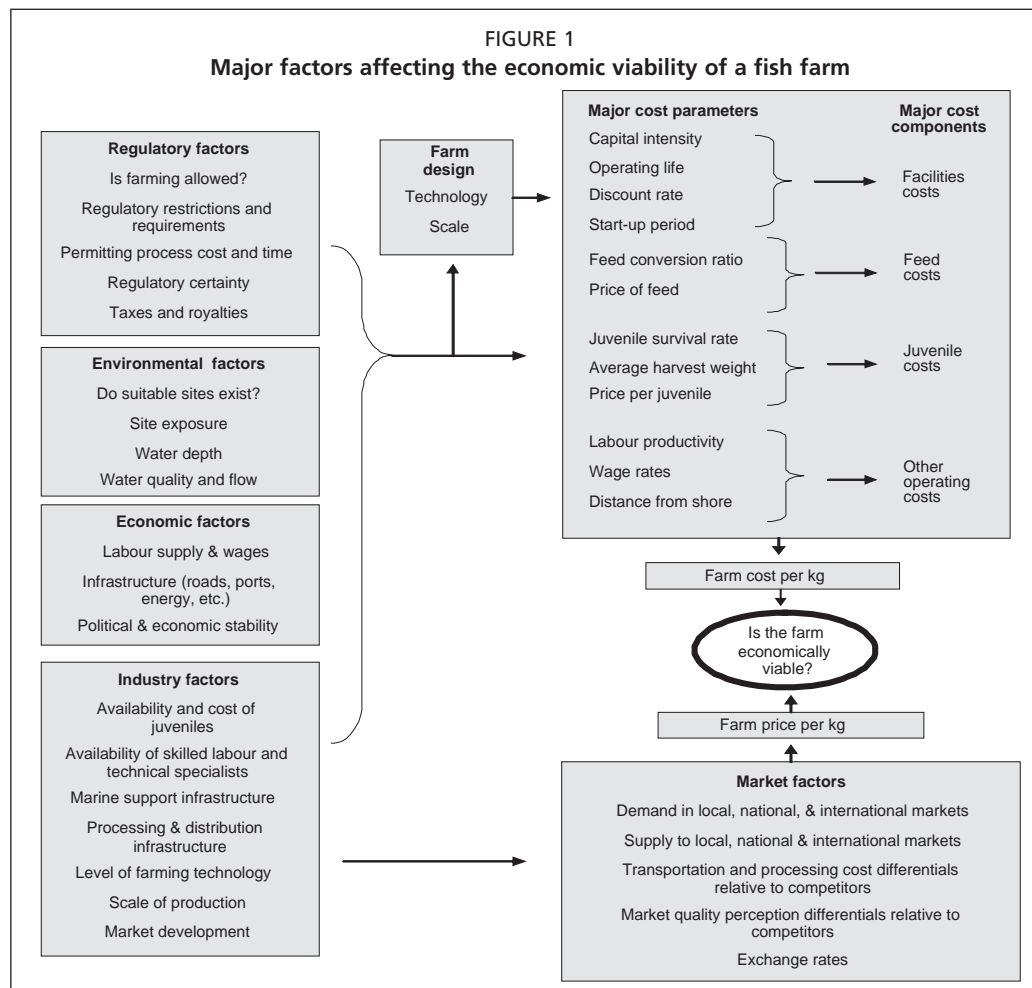 FIGURE 1
Major factors affecting the economic viability of a fish farm
Regulatory factors
Is farming allowed?
Regulatory restrictions and
requirements
Permitting process cost and time
Regulatory certainty
Taxes and royalties
Environmental factors
Do suitable sites exist?
Site exposure
Water depth
Water quality and flow
Economic factors
Labour supply & wages
Infrastructure (roads, ports,
energy, etc.)
Political & economic stability
Industry factors
Availability and cost of
juveniles
Availability of skilled labour and
technical specialists
Marine support infrastructure
Processing & distribution
infrastructure
Level of farming technology
Scale of production
Market development
Farm
design
Technology
Scale
Major cost parameters
Capital intensity
Operating life
Discount rate
Start-up period
Feed conversion ratio
Price of feed
Juvenile survival rate
Average harvest weight
Price per juvenile
Labour productivity
Wage rates
Distance from shore
Major cost
components
Facilities
costs
Feed
costs
Juvenile
costs
Other
operating
costs
Farm cost per kg
Is the farm
economically
viable?
Farm price per kg
Market factors
Demand in local, national, & international markets
Supply to local, national & international markets
Transportation and processing cost differentials
relative to competitors
Market quality perception differentials relative to
competitors
Exchange rates